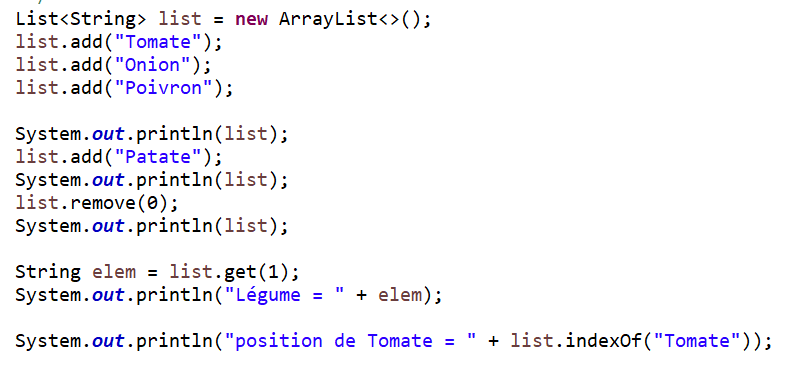 List<String> list = new ArrayList<>();
list.add("Tomate");
list.add("Onion");
list.add("Poivron");
System.out.println(list);
list.add("Patate");
System.out.println(list);
list.remove(0);
System.out.println(list);
String elem = list.get(1);
System.out.println("Légume = " + elem);
System.out.println("position de Tomate = " + list.indexOf("Tomate"));